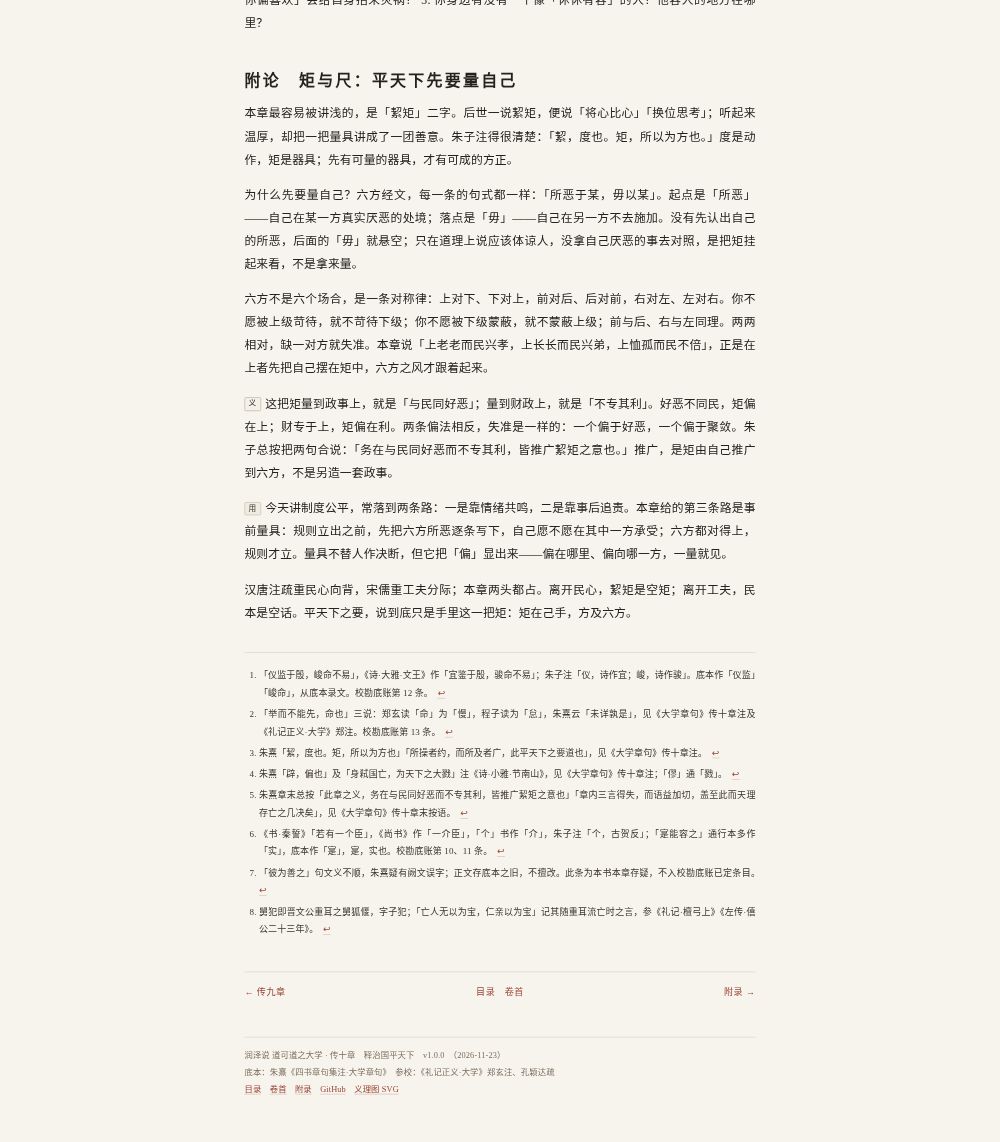 里？
附论　矩与尺：平天下先要量自己
本章最容易被讲浅的，是「絜矩」二字。后世一说絜矩，便说「将心比心」「换位思考」；听起来
温厚，却把一把量具讲成了一团善意。朱子注得很清楚：「絜，度也。矩，所以为方也。」度是动
作，矩是器具；先有可量的器具，才有可成的方正。
为什么先要量自己？六方经文，每一条的句式都一样：「所恶于某，毋以某」。起点是「所恶」
——自己在某一方真实厌恶的处境；落点是「毋」——自己在另一方不去施加。没有先认出自己
的所恶，后面的「毋」就悬空；只在道理上说应该体谅人，没拿自己厌恶的事去对照，是把矩挂
起来看，不是拿来量。
六方不是六个场合，是一条对称律：上对下、下对上，前对后、后对前，右对左、左对右。你不
愿被上级苛待，就不苛待下级；你不愿被下级蒙蔽，就不蒙蔽上级；前与后、右与左同理。两两
相对，缺一对方就失准。本章说「上老老而民兴孝，上长长而民兴弟，上恤孤而民不倍」，正是在
上者先把自己摆在矩中，六方之风才跟着起来。
义 这把矩量到政事上，就是「与民同好恶」；量到财政上，就是「不专其利」。好恶不同民，矩偏
在上；财专于上，矩偏在利。两条偏法相反，失准是一样的：一个偏于好恶，一个偏于聚敛。朱
子总按把两句合说：「务在与民同好恶而不专其利，皆推广絜矩之意也。」推广，是矩由自己推广
到六方，不是另造一套政事。
用 今天讲制度公平，常落到两条路：一是靠情绪共鸣，二是靠事后追责。本章给的第三条路是事
前量具：规则立出之前，先把六方所恶逐条写下，自己愿不愿在其中一方承受；六方都对得上，
规则才立。量具不替人作决断，但它把「偏」显出来——偏在哪里、偏向哪一方，一量就见。
汉唐注疏重民心向背，宋儒重工夫分际；本章两头都占。离开民心，絜矩是空矩；离开工夫，民
本是空话。平天下之要，说到底只是手里这一把矩：矩在己手，方及六方。
1. 「仪监于殷，峻命不易」，《诗·大雅·文王》作「宜鉴于殷，骏命不易」；朱子注「仪，诗作宜；峻，诗作骏」。底本作「仪监」
「峻命」，从底本录文。校勘底账第 12 条。 ↩
2. 「举而不能先，命也」三说：郑玄读「命」为「慢」，程子读为「怠」，朱熹云「未详孰是」，见《大学章句》传十章注及
《礼记正义·大学》郑注。校勘底账第 13 条。 ↩
3. 朱熹「絜，度也。矩，所以为方也」「所操者约，而所及者广，此平天下之要道也」，见《大学章句》传十章注。 ↩
4. 朱熹「辟，偏也」及「身弒国亡，为天下之大戮」注《诗·小雅·节南山》，见《大学章句》传十章注；「僇」通「戮」。 ↩
5. 朱熹章末总按「此章之义，务在与民同好恶而不专其利，皆推广絜矩之意也」「章内三言得失，而语益加切，盖至此而天理
存亡之几决矣」，见《大学章句》传十章末按语。 ↩
6. 《书·秦誓》「若有一个臣」，《尚书》作「一介臣」，「个」书作「介」，朱子注「个，古贺反」；「寔能容之」通行本多作
「实」，底本作「寔」，寔，实也。校勘底账第 10、11 条。 ↩
7. 「彼为善之」句文义不顺，朱熹疑有阙文误字；正文存底本之旧，不擅改。此条为本书本章存疑，不入校勘底账已定条目。
↩
8. 舅犯即晋文公重耳之舅狐偃，字子犯；「亡人无以为宝，仁亲以为宝」记其随重耳流亡时之言，参《礼记·檀弓上》《左传·僖
公二十三年》。 ↩
← 传九章 目录 卷首 附录 →
润泽说 道可道之大学 · 传十章　释治国平天下　v1.0.0 （2026-11-23）
底本：朱熹《四书章句集注·大学章句》 参校：《礼记正义·大学》郑玄注、孔颖达疏
目录 卷首 附录 GitHub 义理图 SVG